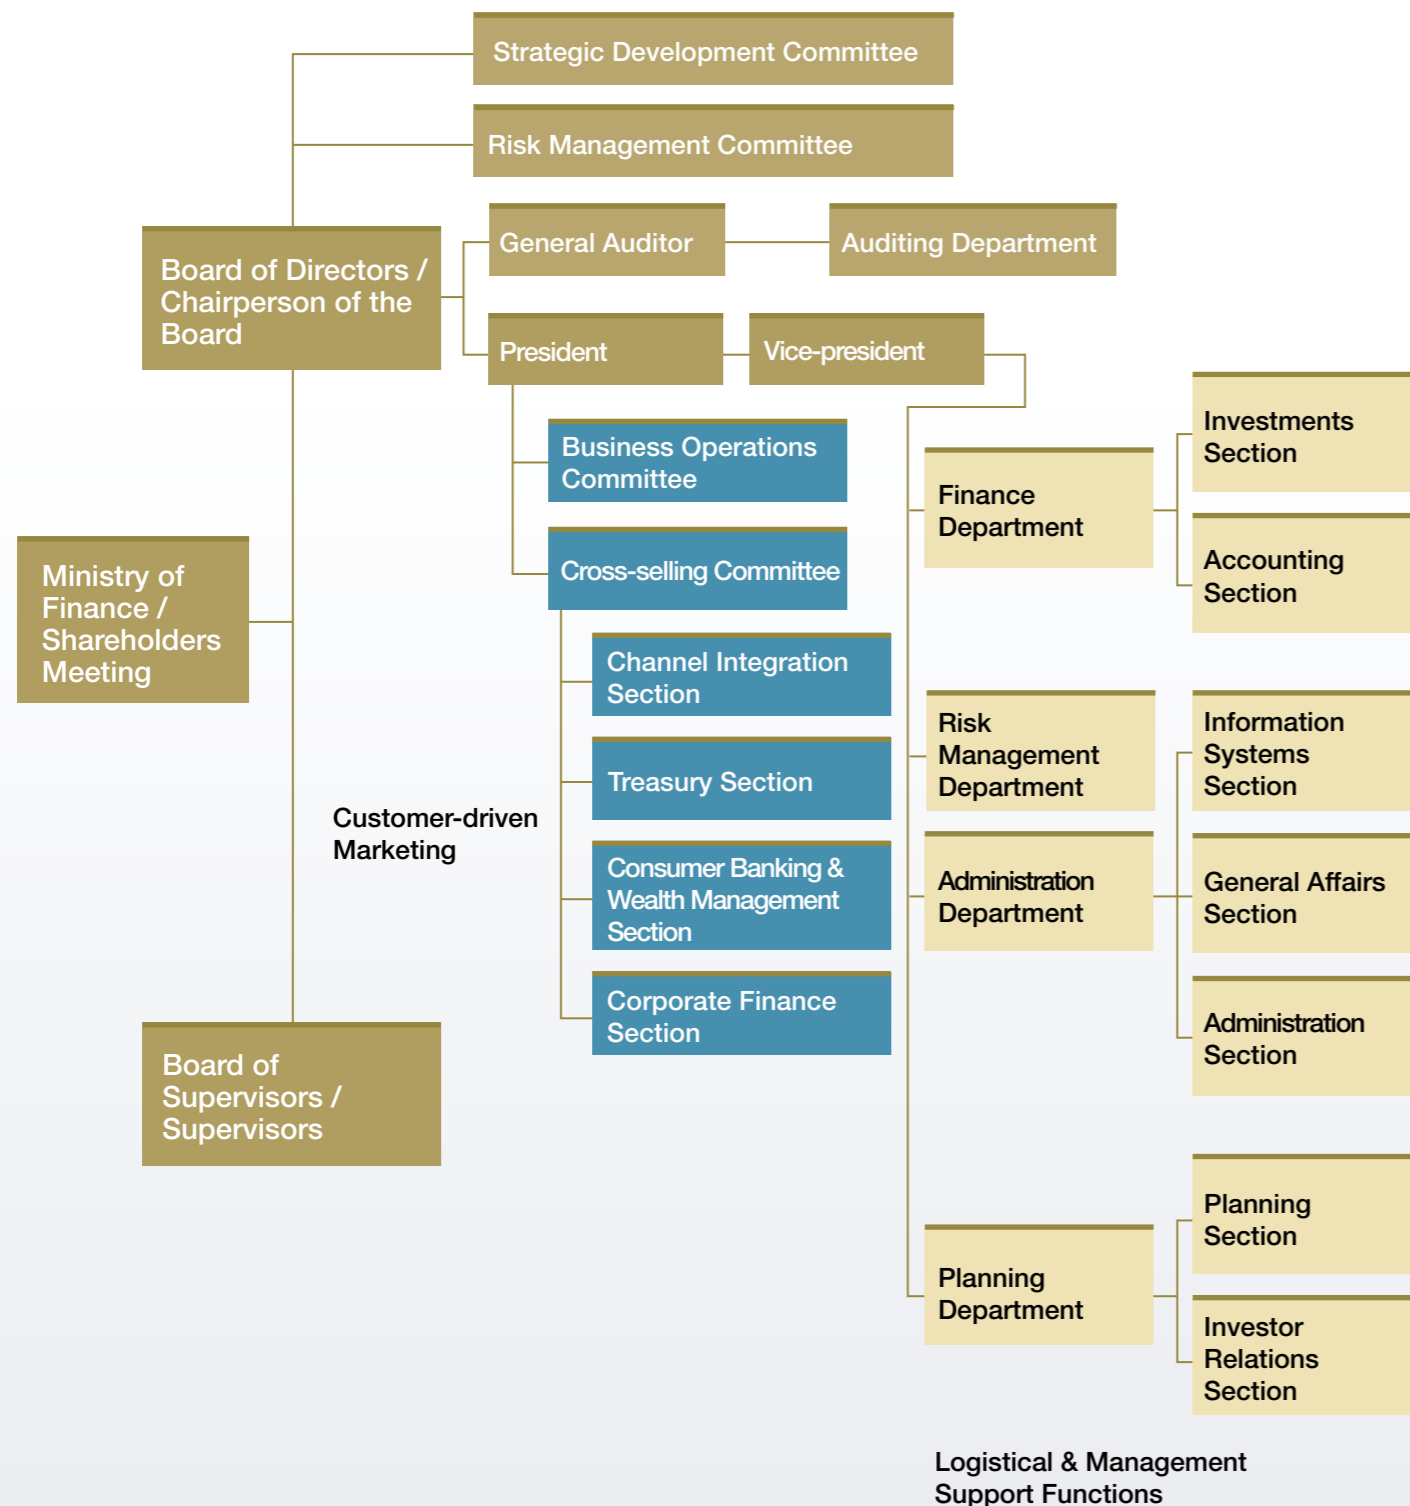 Strategic Development Committee
Risk Management Committee
General Auditor
Auditing Department
Board of Directors /
Chairperson of the
Board
President
Vice-president
Business Operations
Committee
Cross-selling Committee
Ministry of
Finance /
Shareholders
Meeting
Channel Integration
Section
Treasury Section
Customer-driven
Marketing
Consumer Banking &
Wealth Management
Section
Corporate Finance
Section
Board of
Supervisors /
Supervisors
Finance
Department
Investments
Section
Accounting
Section
Risk
Management
Department
Administration
Department
Information
Systems
Section
General Affairs
Section
Administration
Section
Planning
Department
Planning
Section
Investor
Relations
Section
Logistical & Management
Support Functions